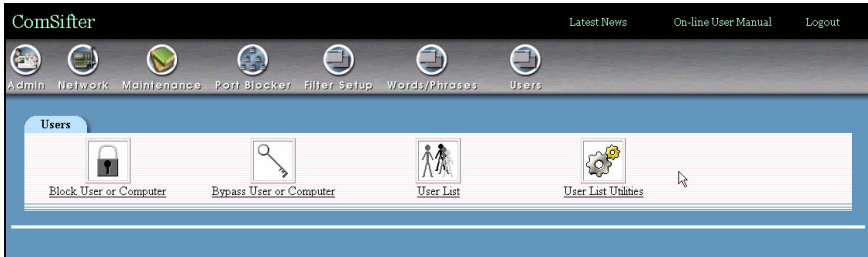 ComSifter
Latest News On-line User Manual Logout
Admin Network Maintenance Port Blocker Filter Setup Words/Phrases Users
Users
Block User or Computer Bypass User or Computer User List User List Utilities